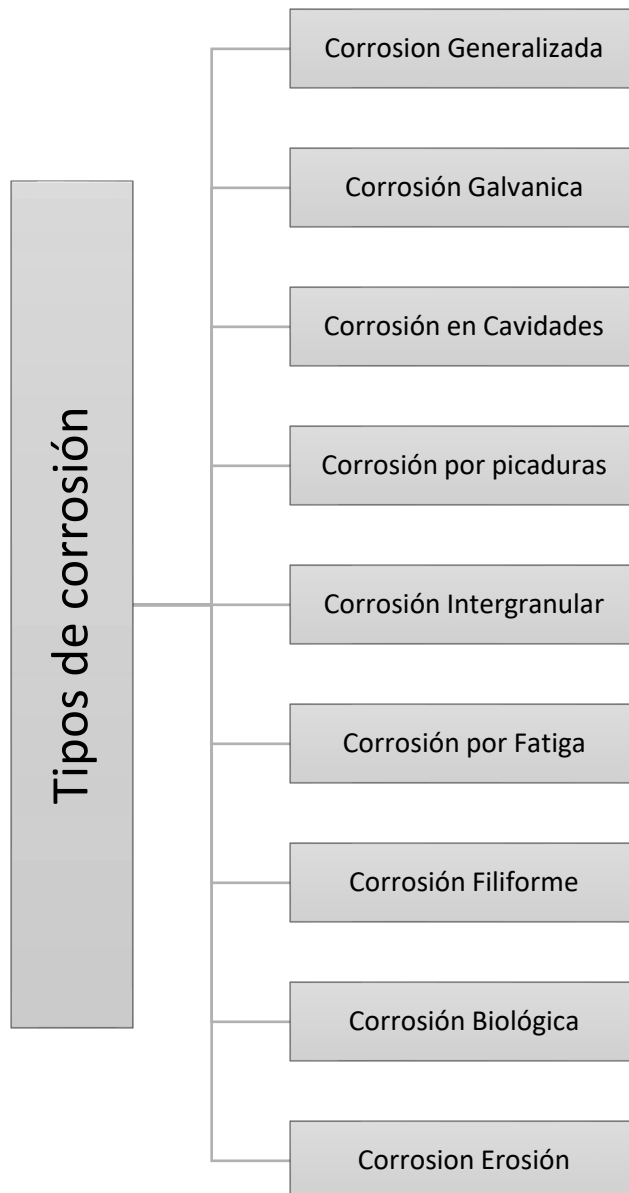 Tipos de corrosión
Corrosion Generalizada
Corrosión Galvanica
Corrosión en Cavidades
Corrosión por picaduras
Corrosión Intergranular
Corrosión por Fatiga
Corrosión Filiforme
Corrosión Biológica
Corrosion Erosión